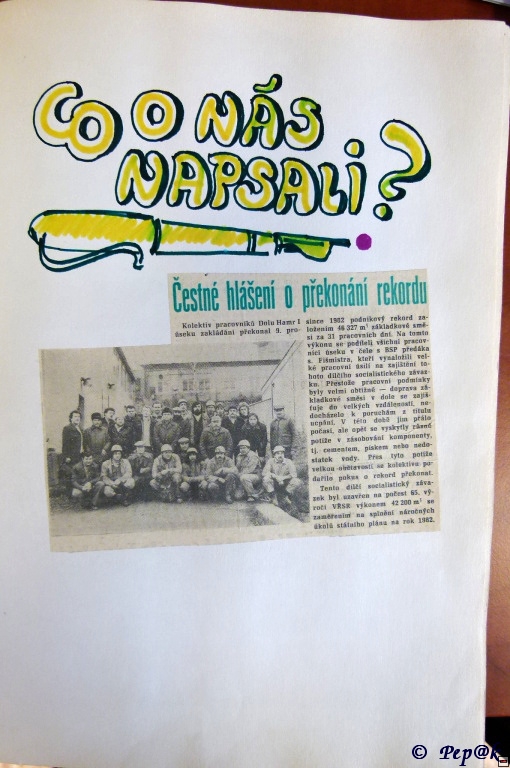 CO O NÁS
NAPSALI?
Čestné hlášení o překonání rekordu
Kolektiv pracovníků Dolu Hamr I
úseku zakládání překonal 9. pro-
since 1982 podnikový rekord za-
ložením 46 327 m³ základkové smě-
si za 31 pracovních dní. Na tomto
výkonu se podíleli všichni pracov-
níci úseku v čele s BSP předáka
s. Fišmistra, kteří vynaložili vel-
ké pracovní úsilí na zajištění to-
hoto dílčího socialistického závaz-
ku. Přestože pracovní podmínky
byly velmi obtížné — doprava zá-
kladkové směsi v dole se zajiš-
ťuje do velkých vzdáleností, ne-
docházelo k poruchám z titulu
ucpání. V této době jim přálo
počasí, ale opět se vyskytly různé
potíže v zásobování komponenty,
tj. cementem, pískem nebo nedo-
statek vody. Přes tyto potíže
velkou obětavostí se kolektivu po-
dařilo pokus o rekord překonat.
Tento dílčí socialistický záva-
zek byl uzavřen na počest 65. vý-
ročí VŘSR výkonem 42 200 m³ se
zaměřením na splnění náročných
úkolů státního plánu na rok 1982.
© Pep@k